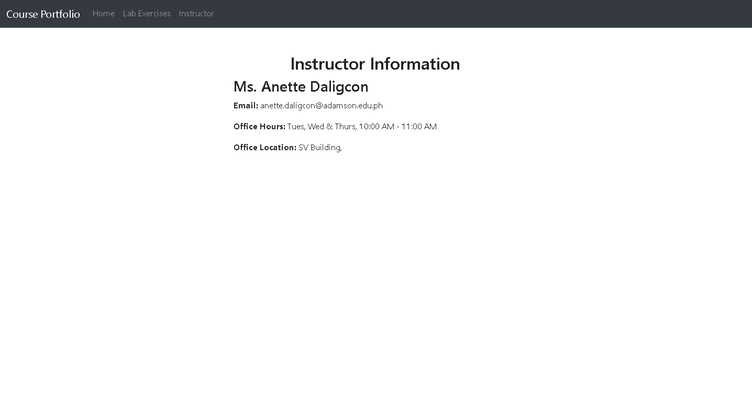 Course Portfolio Home Lab Exercises Instructor
Instructor Information
Ms. Anette Daligcon
Email: anette.daligcon@adamson.edu.ph
Office Hours: Tues, Wed & Thurs, 10:00 AM - 11:00 AM
Office Location: SV Building,